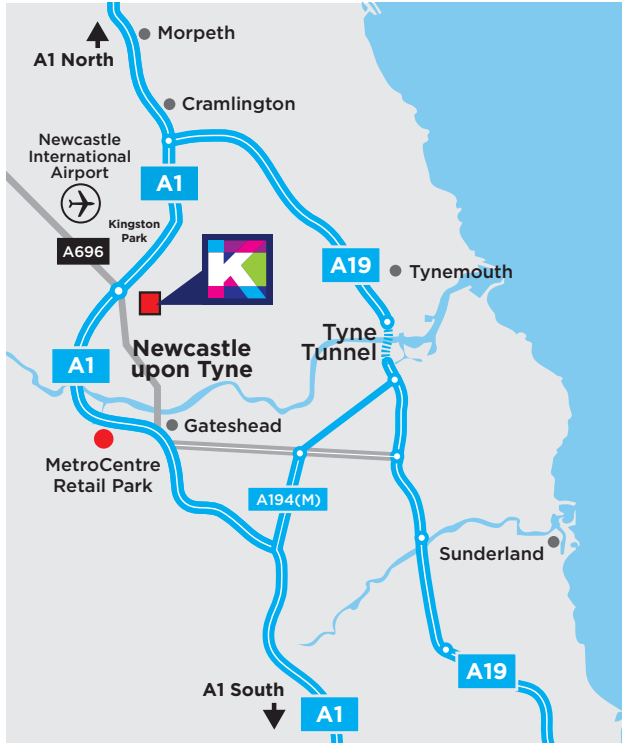 Morpeth
A1 North
Cramlington
Newcastle
International
Airport
A1
Kingston
Park
A696
K
A19
Tynemouth
Tyne
Tunnel
Newcastle
upon Tyne
A1
Gateshead
MetroCentre
Retail Park
A194(M)
Sunderland
A19
A1 South
A1